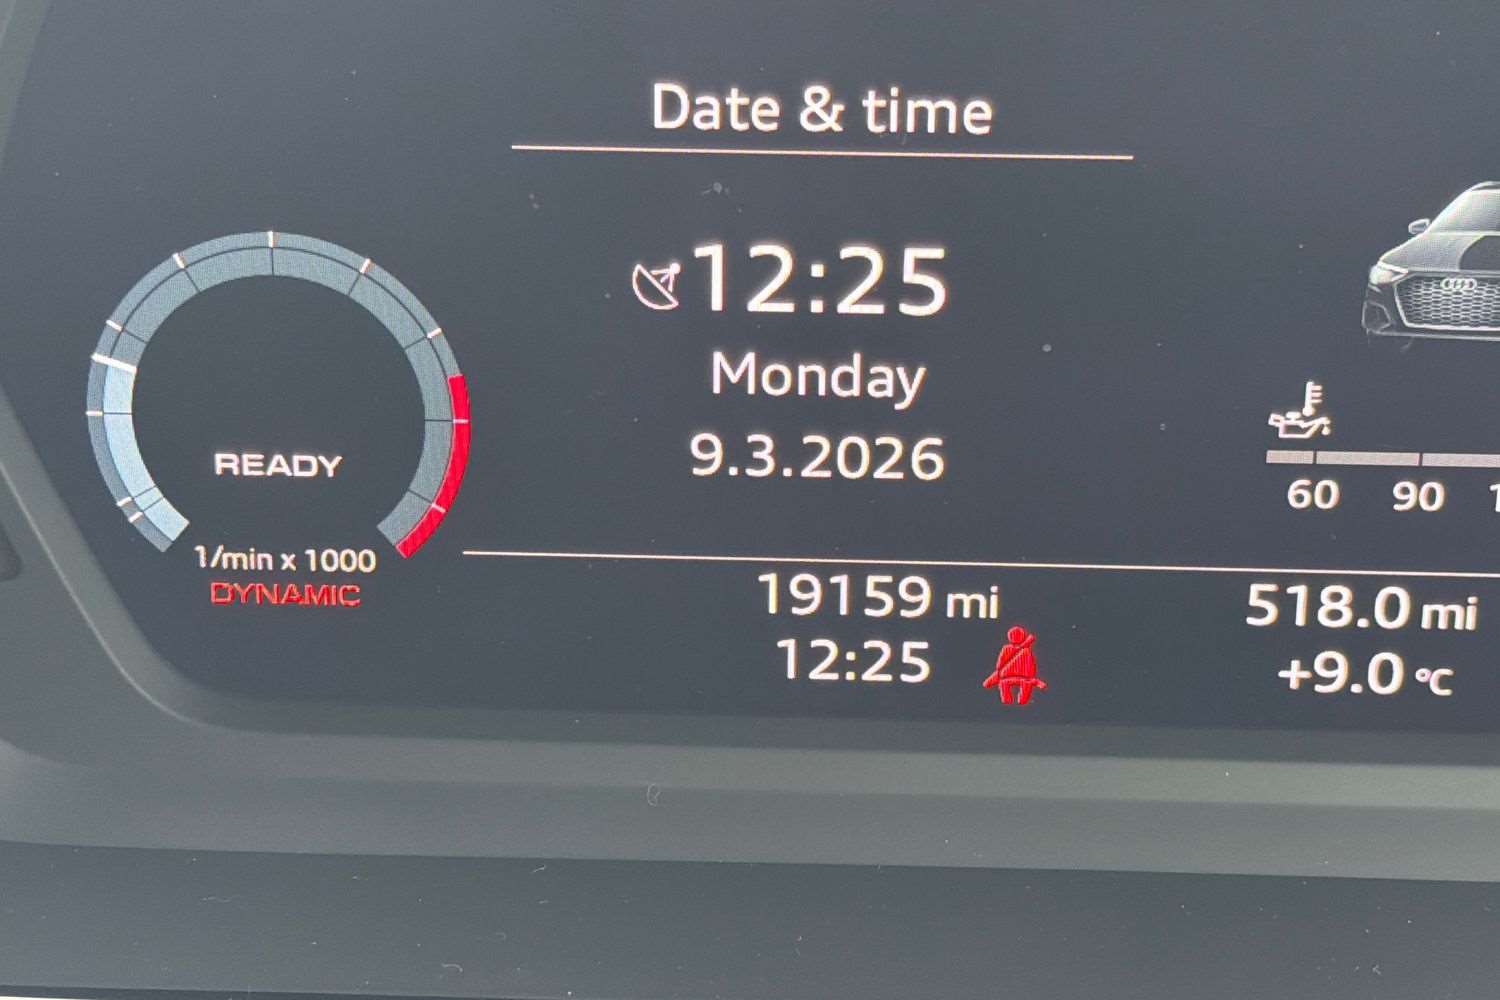 Date & time
12:25
Monday
9.3.2026
READY
1/min x 1000
DYNAMIC
60 90
19159 mi
12:25
518.0 mi
+9.0 °C